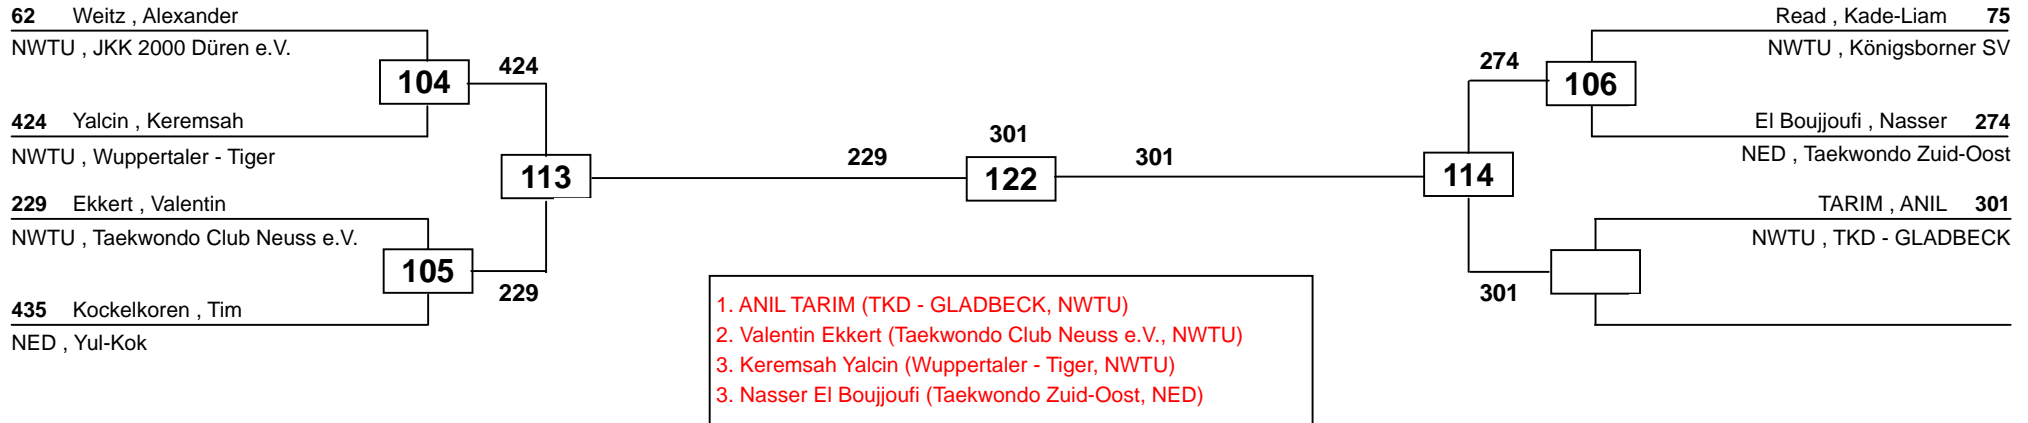 62 Weitz , Alexander
NWTU , JKK 2000 Düren e.V.
104
424
424 Yalcin , Keremsah
NWTU , Wuppertaler - Tiger
113
229 Ekkert , Valentin
NWTU , Taekwondo Club Neuss e.V.
105
229
435 Kockelkoren , Tim
NED , Yul-Kok
229
301
122
301
Read , Kade-Liam 75
NWTU , Königsborner SV
274
106
El Boujjoufi , Nasser 274
NED , Taekwondo Zuid-Oost
114
TARIM , ANIL 301
NWTU , TKD - GLADBECK
301
1. ANIL TARIM (TKD - GLADBECK, NWTU)
2. Valentin Ekkert (Taekwondo Club Neuss e.V., NWTU)
3. Keremsah Yalcin (Wuppertaler - Tiger, NWTU)
3. Nasser El Boujjoufi (Taekwondo Zuid-Oost, NED)